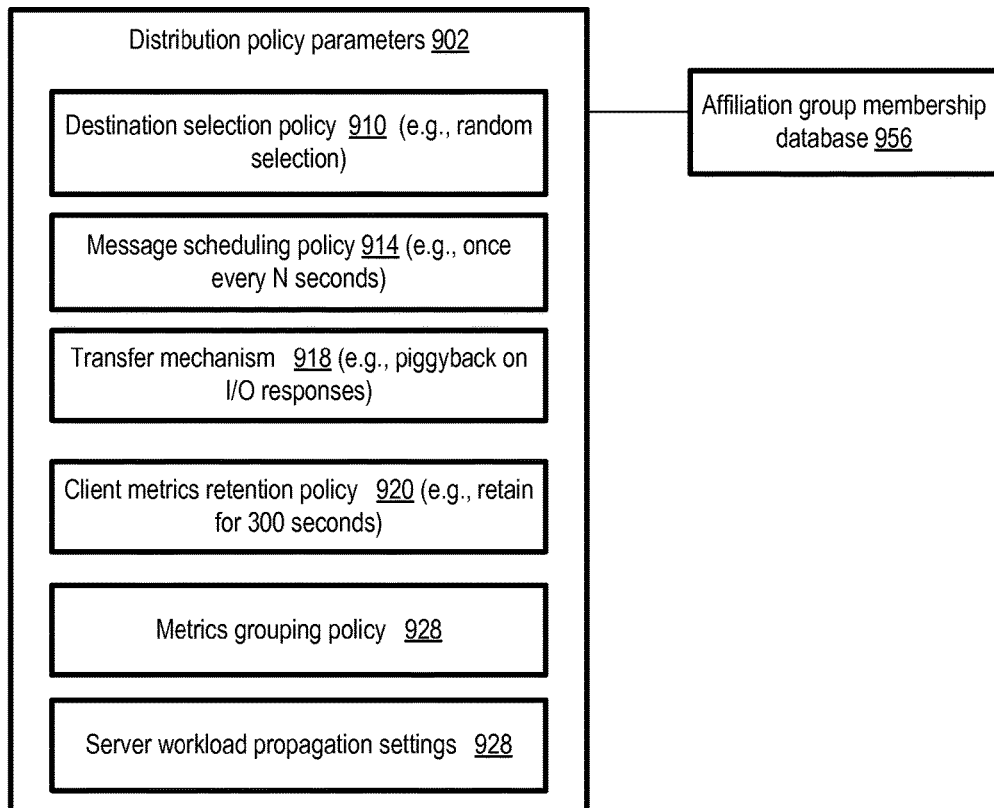 Distribution policy parameters 902
Destination selection policy 910 (e.g., random
selection)
Message scheduling policy 914 (e.g., once
every N seconds)
Transfer mechanism 918 (e.g., piggyback on
I/O responses)
Client metrics retention policy 920 (e.g., retain
for 300 seconds)
Metrics grouping policy 928
Server workload propagation settings 928
Affiliation group membership
database 956